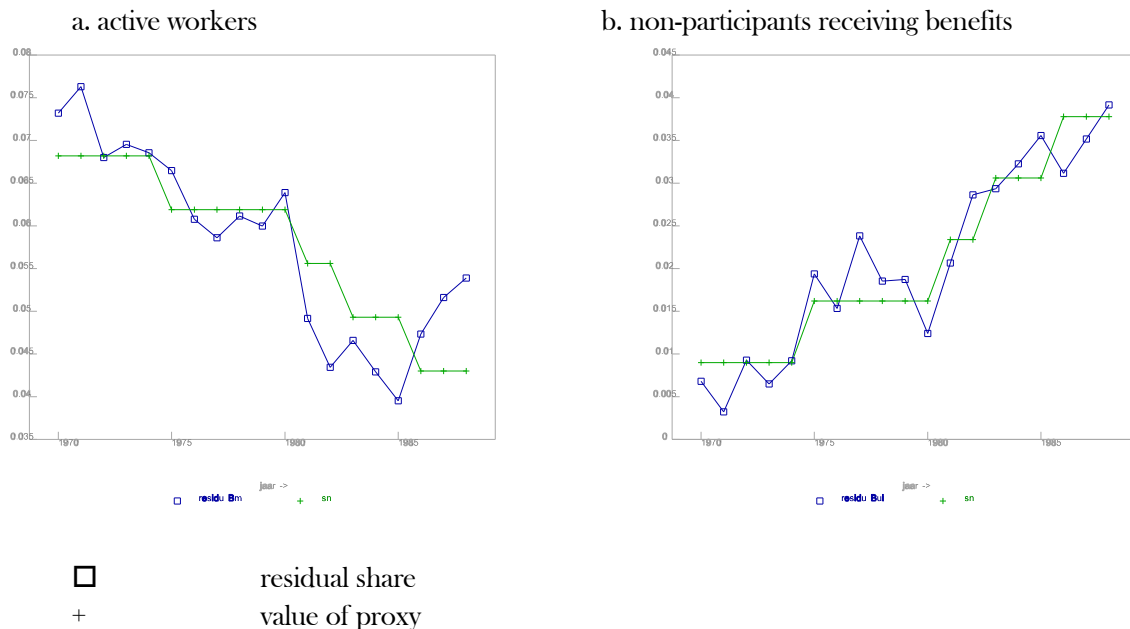 a. active workers
0.08
0.075
0.07
0.065
0.06
0.055
0.05
0.045
0.04
0.035
1970 1975 1980 1985
jaar ->
residu Bm sn
b. non-participants receiving benefits
0.045
0.04
0.035
0.03
0.025
0.02
0.015
0.01
0.005
0
1970 1975 1980 1985
jaar ->
residu Bui sn
residual share
+ value of proxy